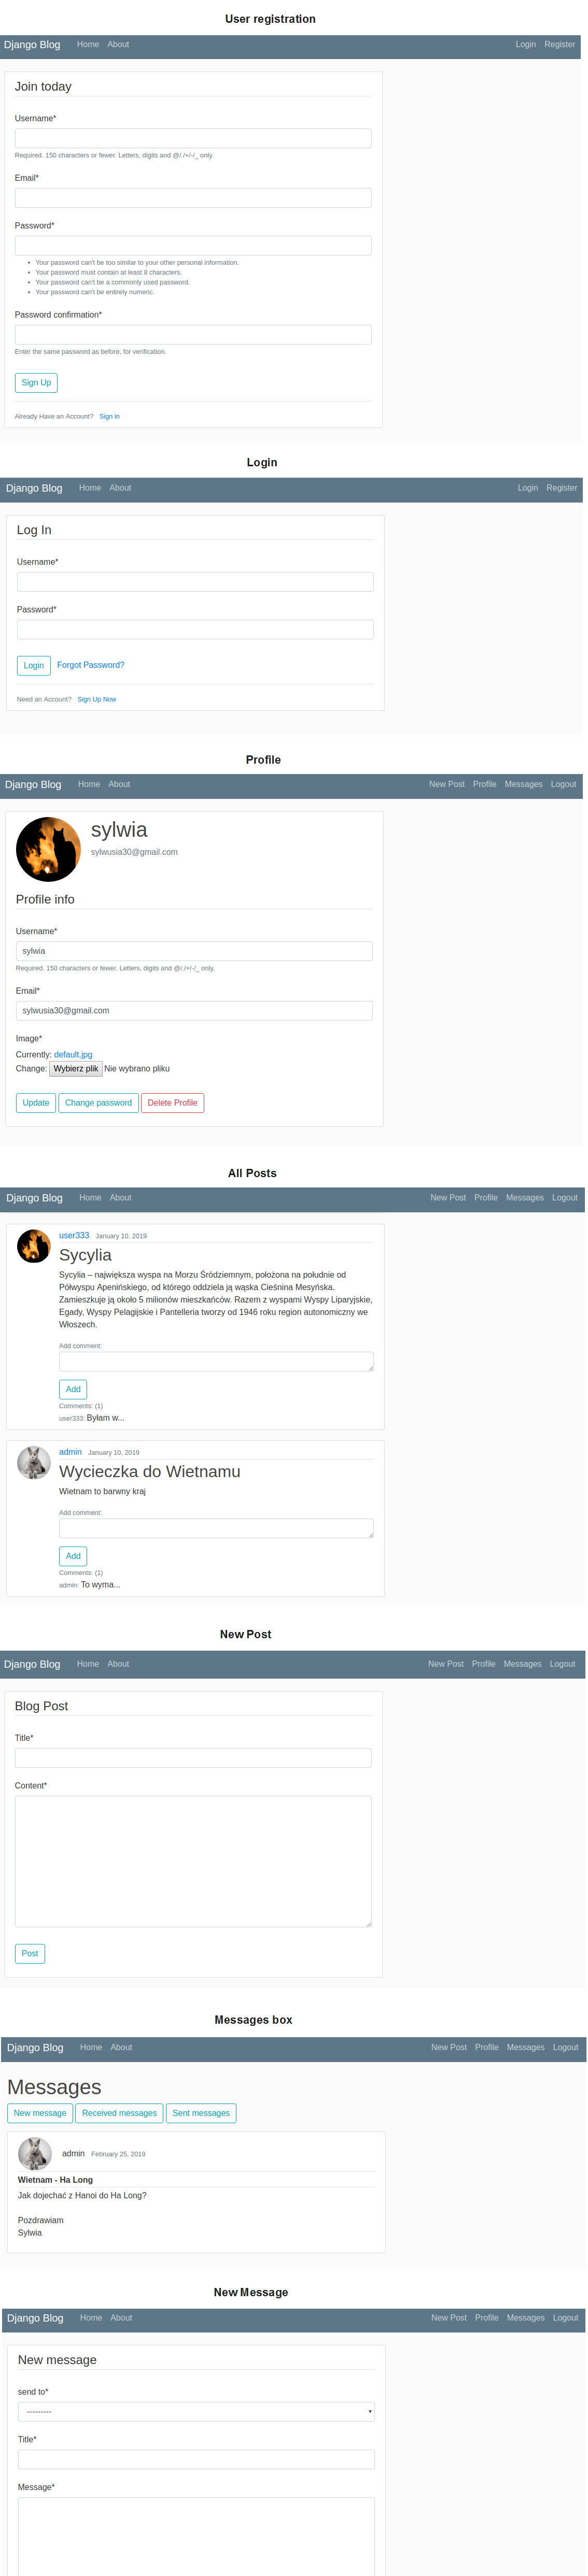 User registration
Django Blog Home About Login Register
Join today
Username*
Required. 150 characters or fewer. Letters, digits and @/./+/-/_ only.
Email*
Password*
• Your password can't be too similar to your other personal information.
• Your password must contain at least 8 characters.
• Your password can't be a commonly used password.
• Your password can't be entirely numeric.
Password confirmation*
Enter the same password as before, for verification.
Sign Up
Already Have an Account? Sign in
Login
Django Blog Home About Login Register
Log In
Username*
Password*
Login Forgot Password?
Need an Account? Sign Up Now
Profile
Django Blog Home About New Post Profile Messages Logout
sylwia
sylwusia30@gmail.com
Profile info
Username*
sylwia
Required. 150 characters or fewer. Letters, digits and @/./+/-/_ only.
Email*
sylwusia30@gmail.com
Image*
Currently: default.jpg
Change: Wybierz plik Nie wybrano pliku
Update Change password Delete Profile
All Posts
Django Blog Home About New Post Profile Messages Logout
user333 January 10, 2019
Sycylia
Sycylia – największa wyspa na Morzu Śródziemnym, położona na południe od
Półwyspu Apenińskiego, od którego oddziela ją wąska Cieśnina Mesyńska.
Zamieszkuje ją około 5 milionów mieszkańców. Razem z wyspami Wyspy Liparyjskie,
Egady, Wyspy Pelagijskie i Pantelleria tworzy od 1946 roku region autonomiczny we
Włoszech.
Add comment:
Add
Comments: (1)
user333: Byłam w...
admin January 10, 2019
Wycieczka do Wietnamu
Wietnam to barwny kraj
Add comment:
Add
Comments: (1)
admin: To wyma...
New Post
Django Blog Home About New Post Profile Messages Logout
Blog Post
Title*
Content*
Post
Messages box
Django Blog Home About New Post Profile Messages Logout
Messages
New message Received messages Sent messages
admin February 25, 2019
Wietnam - Ha Long
Jak dojechać z Hanoi do Ha Long?
Pozdrawiam
Sylwia
New Message
Django Blog Home About New Post Profile Messages Logout
New message
send to*
---------
Title*
Message*